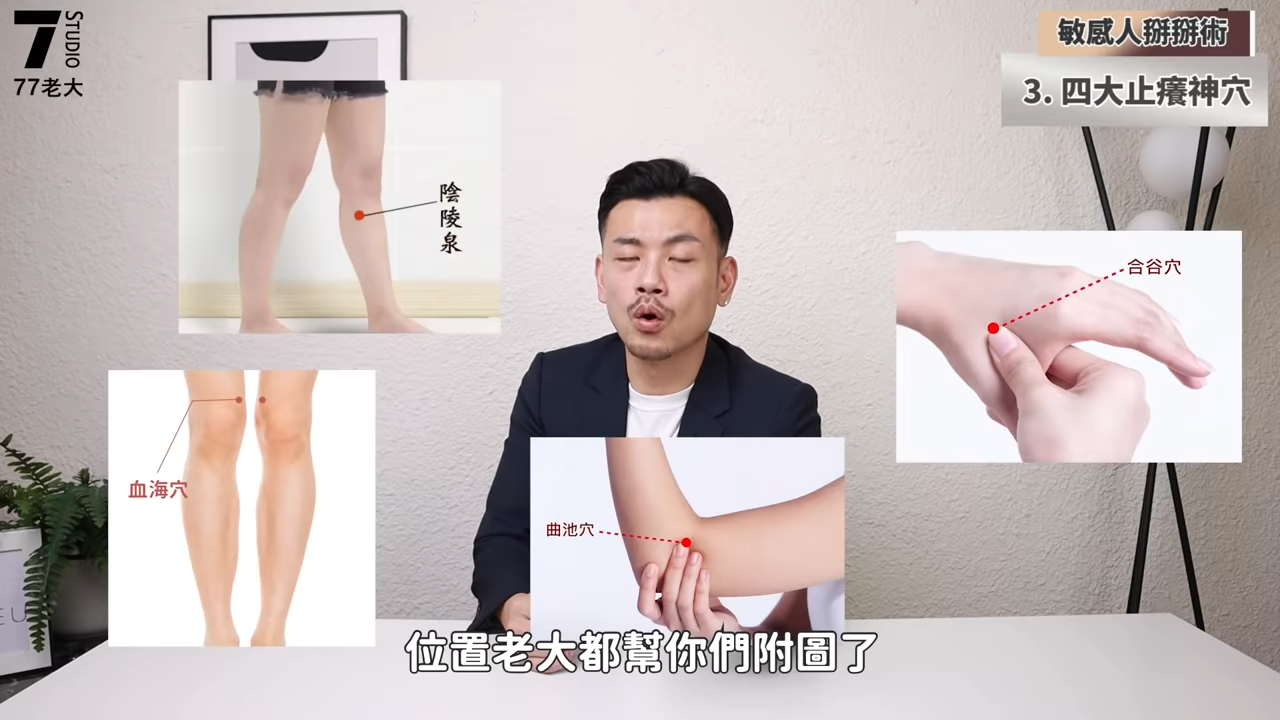 7
STUDIO
77老大
敏感人掰掰術
3. 四大止癢神穴
陰陵泉
合谷穴
血海穴
曲池穴
位置老大都幫你們附圖了